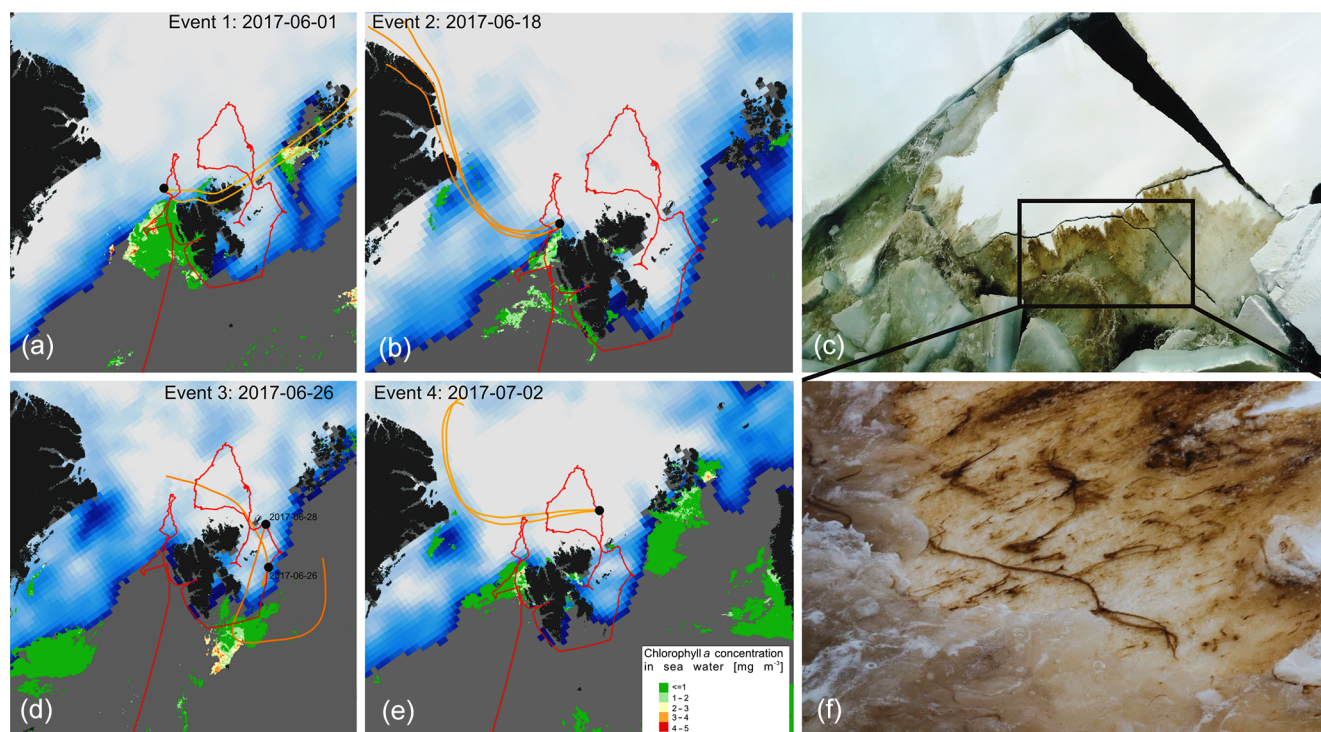 Event 1: 2017-06-01
(a)
Event 2: 2017-06-18
(b)
(c)
Event 3: 2017-06-26
2017-06-28
2017-06-26
(d)
Event 4: 2017-07-02
(e)
Chlorophyll a concentration
in sea water [mg m⁻³]
<=1
1 – 2
2 – 3
3 – 4
4 – 5
(f)